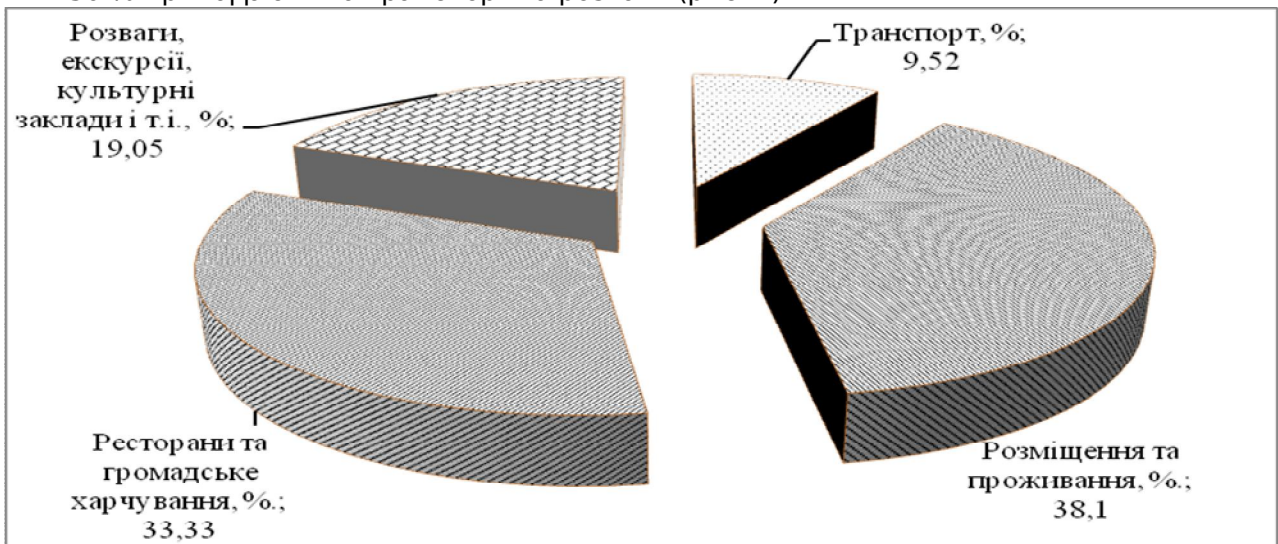 Розваги,
екскурсії,
культурні
заклади і т.і., %;
19,05
Транспорт, %;
9,52
Ресторани та
громадське
харчування, %.;
33,33
Розміщення та
проживання, %.;
38,1